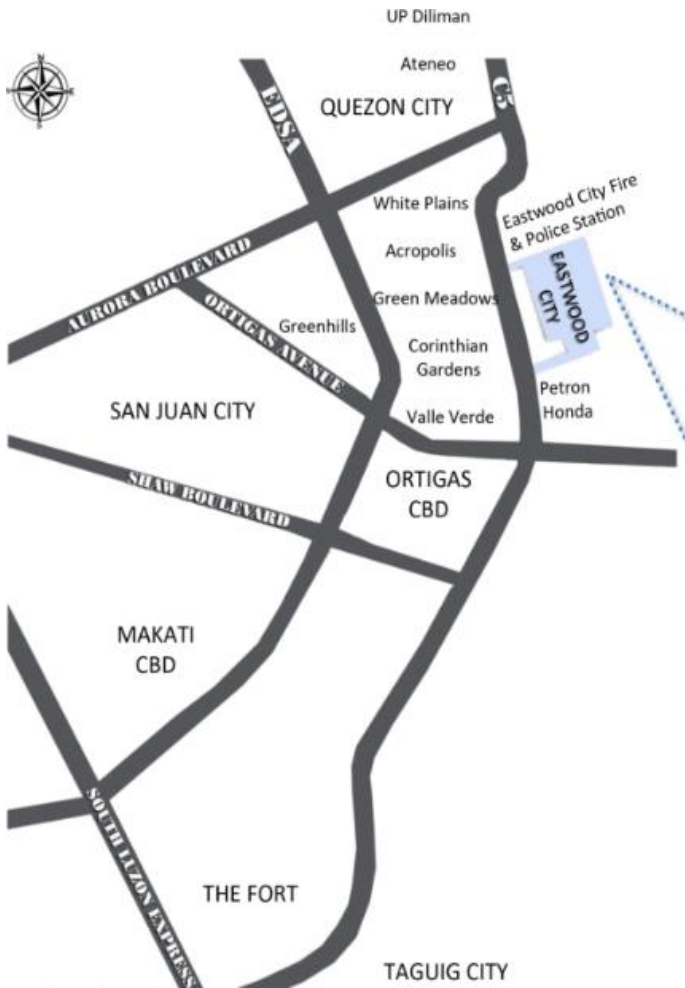 UP Diliman
Ateneo
N
W
E
S
EDSA
QUEZON CITY
C5
White Plains
Eastwood City Fire
& Police Station
AURORA BOULEVARD
Acropolis
EASTWOOD
CITY
ORTIGAS AVENUE
Greenhills
Green Meadows
Corinthian
Gardens
Petron
Honda
SAN JUAN CITY
Valle Verde
SHAW BOULEVARD
ORTIGAS
CBD
MAKATI
CBD
SOUTH LUZON EXPRESS
THE FORT
TAGUIG CITY